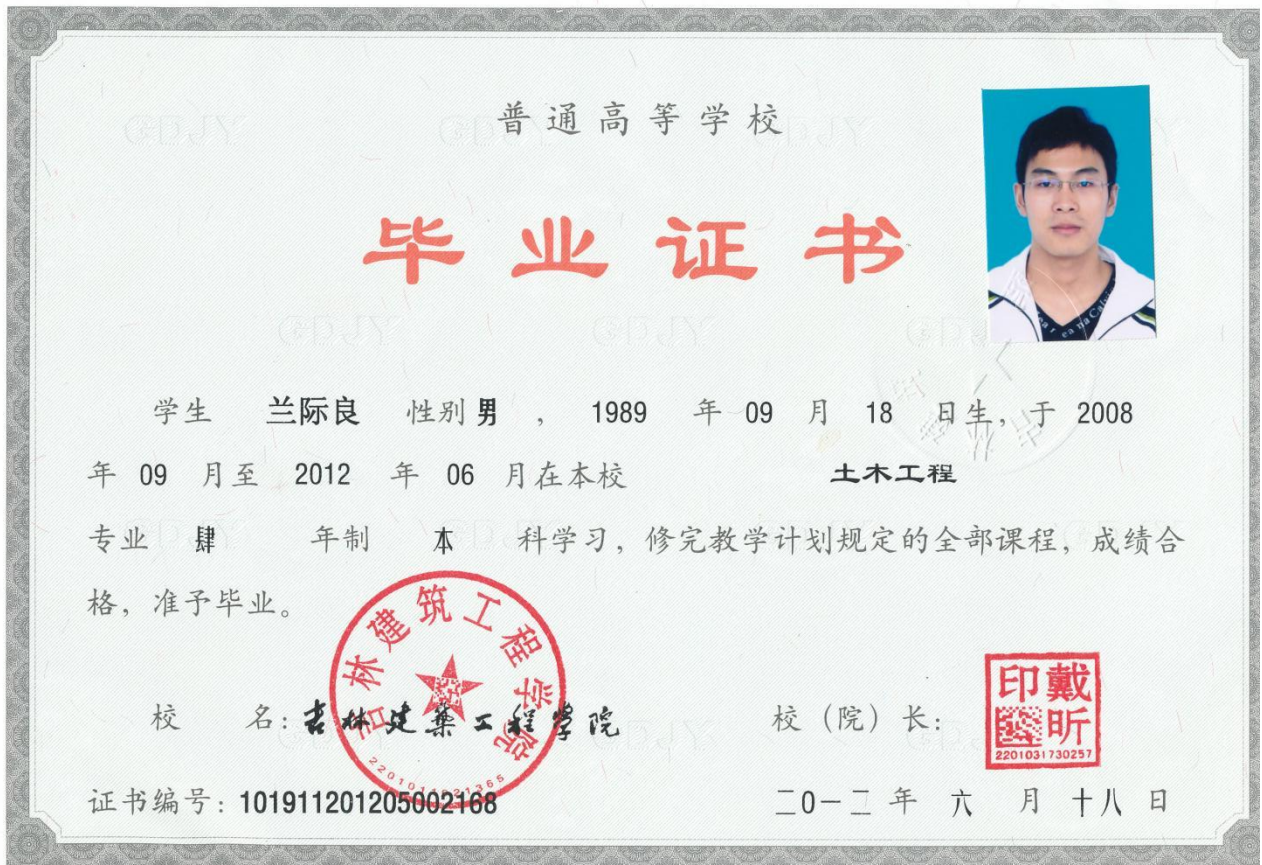 普通高等学校
毕业证书
学生 兰际良 性别 男 , 1989 年 09 月 18 日生, 于 2008
年 09 月至 2012 年 06 月在本校 土木工程
专业 肆 年制 本 科学习, 修完教学计划规定的全部课程, 成绩合
格, 准予毕业。
吉林建筑工程学院
校 名: 吉林建築工程學院
校 (院) 长:
戴昕印
2201031730257
证书编号: 101911201205002168
二0一二 年 六 月 十八 日